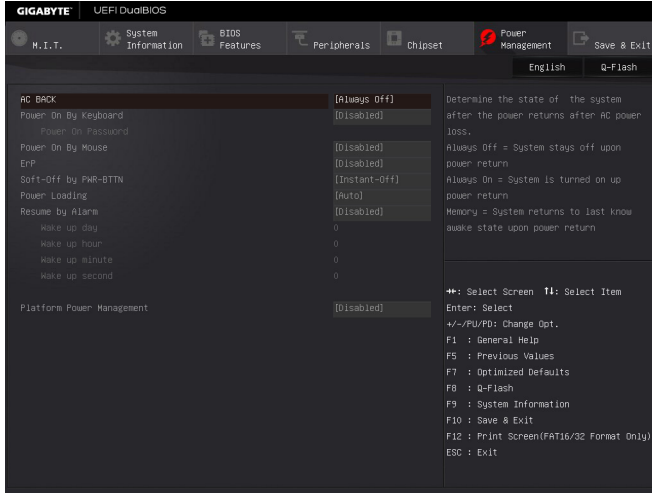 GIGABYTE™ UEFI DualBIOS
M.I.T. System Information BIOS Features Peripherals Chipset Power Management Save & Exit
English Q-Flash
AC BACK [Always Off]
Power On By Keyboard [Disabled]
Power On Password
Power On By Mouse [Disabled]
ErP [Disabled]
Soft-Off by PWR-BTTN [Instant-Off]
Power Loading [Auto]
Resume by Alarm [Disabled]
Wake up day 0
Wake up hour 0
Wake up minute 0
Wake up second 0
Platform Power Management [Disabled]
Determine the state of the system
after the power returns after AC power
loss.
Always Off = System stays off upon
power return
Always On = System is turned on up
power return
Memory = System returns to last know
awake state upon power return
→←: Select Screen ↑↓: Select Item
Enter: Select
+/-/PU/PD: Change Opt.
F1 : General Help
F5 : Previous Values
F7 : Optimized Defaults
F8 : Q-Flash
F9 : System Information
F10 : Save & Exit
F12 : Print Screen(FAT16/32 Format Only)
ESC : Exit